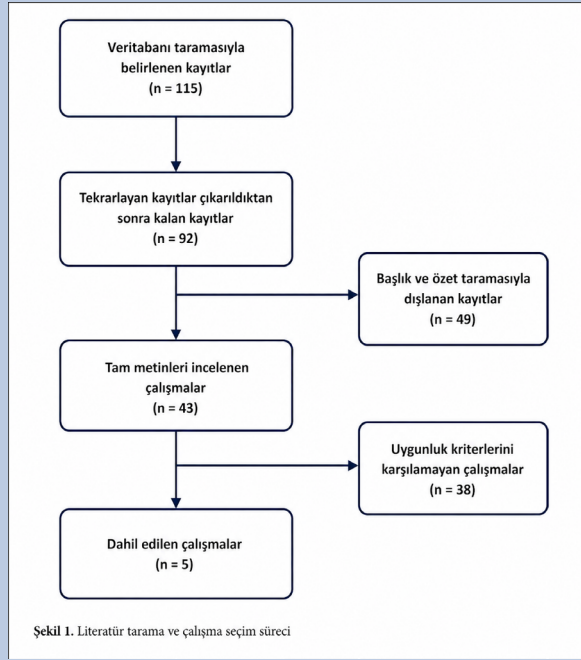 Veritabanı taramasıyla
belirlenen kayıtlar
(n = 115)
Tekrarlayan kayıtlar çıkarıldıktan
sonra kalan kayıtlar
(n = 92)
Başlık ve özet taramasıyla
dışlanan kayıtlar
(n = 49)
Tam metinleri incelenen
çalışmalar
(n = 43)
Uygunluk kriterlerini
karşılamayan çalışmalar
(n = 38)
Dahil edilen çalışmalar
(n = 5)
Şekil 1. Literatür tarama ve çalışma seçim süreci